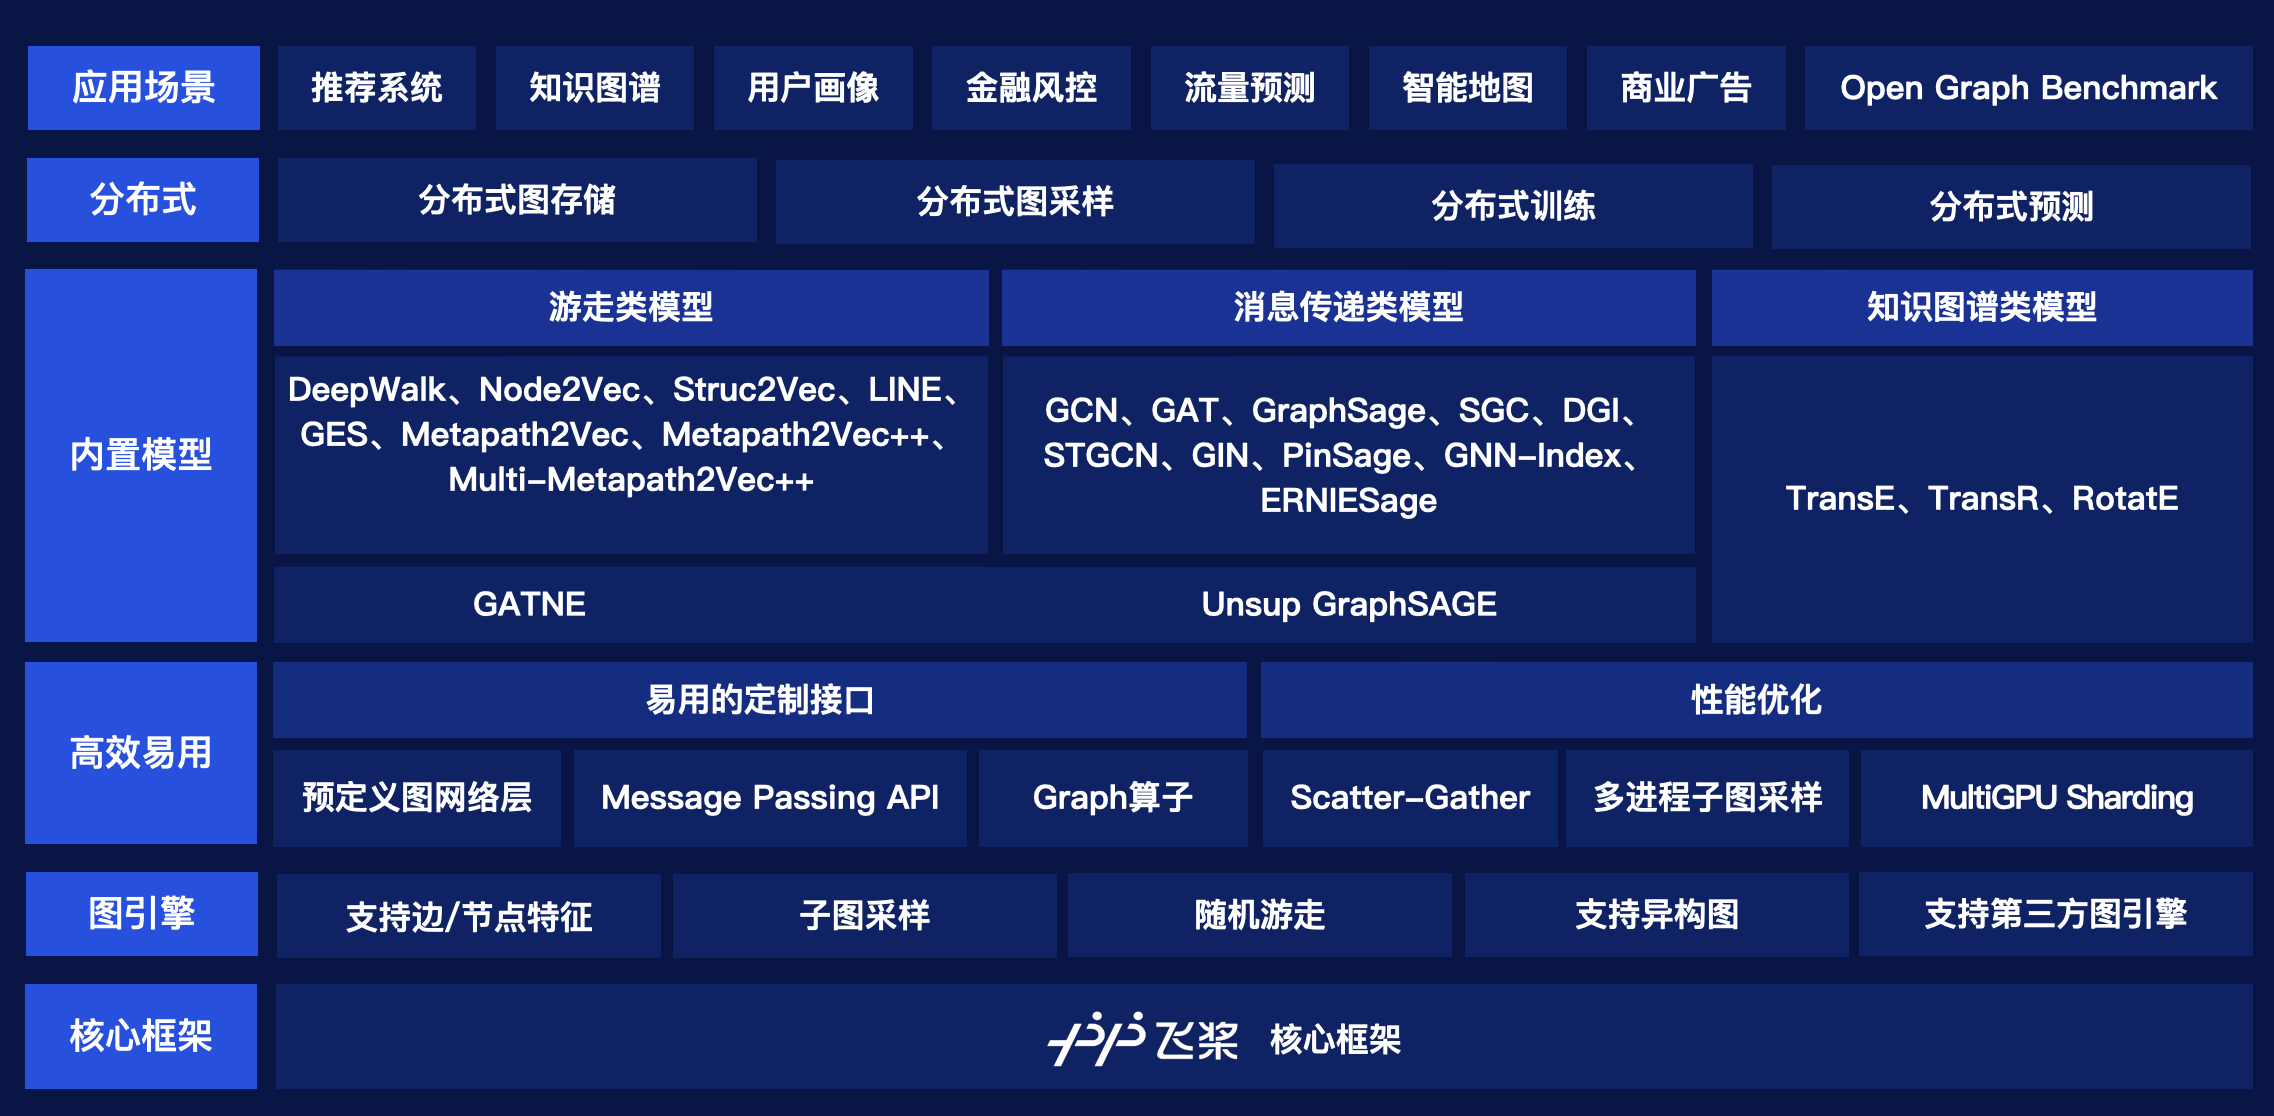 应用场景
推荐系统
知识图谱
用户画像
金融风控
流量预测
智能地图
商业广告
Open Graph Benchmark
分布式
分布式图存储
分布式图采样
分布式训练
分布式预测
内置模型
游走类模型
消息传递类模型
知识图谱类模型
DeepWalk、Node2Vec、Struc2Vec、LINE、
GES、Metapath2Vec、Metapath2Vec++、
Multi-Metapath2Vec++
GCN、GAT、GraphSage、SGC、DGI、
STGCN、GIN、PinSage、GNN-Index、
ERNIESage
TransE、TransR、RotatE
GATNE
Unsup GraphSAGE
高效易用
易用的定制接口
性能优化
预定义图网络层
Message Passing API
Graph算子
Scatter-Gather
多进程子图采样
MultiGPU Sharding
图引擎
支持边/节点特征
子图采样
随机游走
支持异构图
支持第三方图引擎
核心框架
飞桨 核心框架